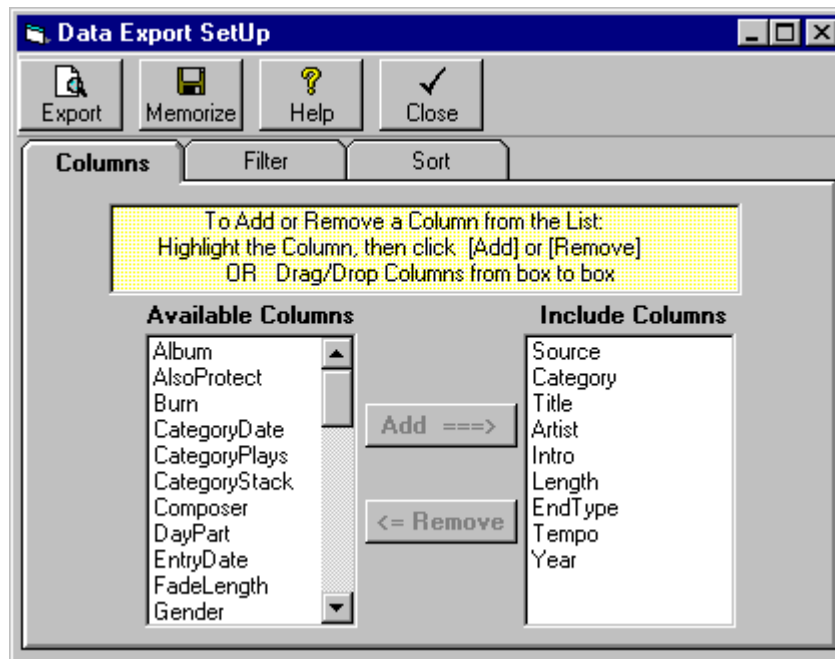 Data Export SetUp
Export Memorize Help Close
Columns Filter Sort
To Add or Remove a Column from the List:
Highlight the Column, then click [Add] or [Remove]
OR Drag/Drop Columns from box to box
Available Columns
Album
AlsoProtect
Burn
CategoryDate
CategoryPlays
CategoryStack
Composer
DayPart
EntryDate
FadeLength
Gender
Add ===>
<= Remove
Include Columns
Source
Category
Title
Artist
Intro
Length
EndType
Tempo
Year